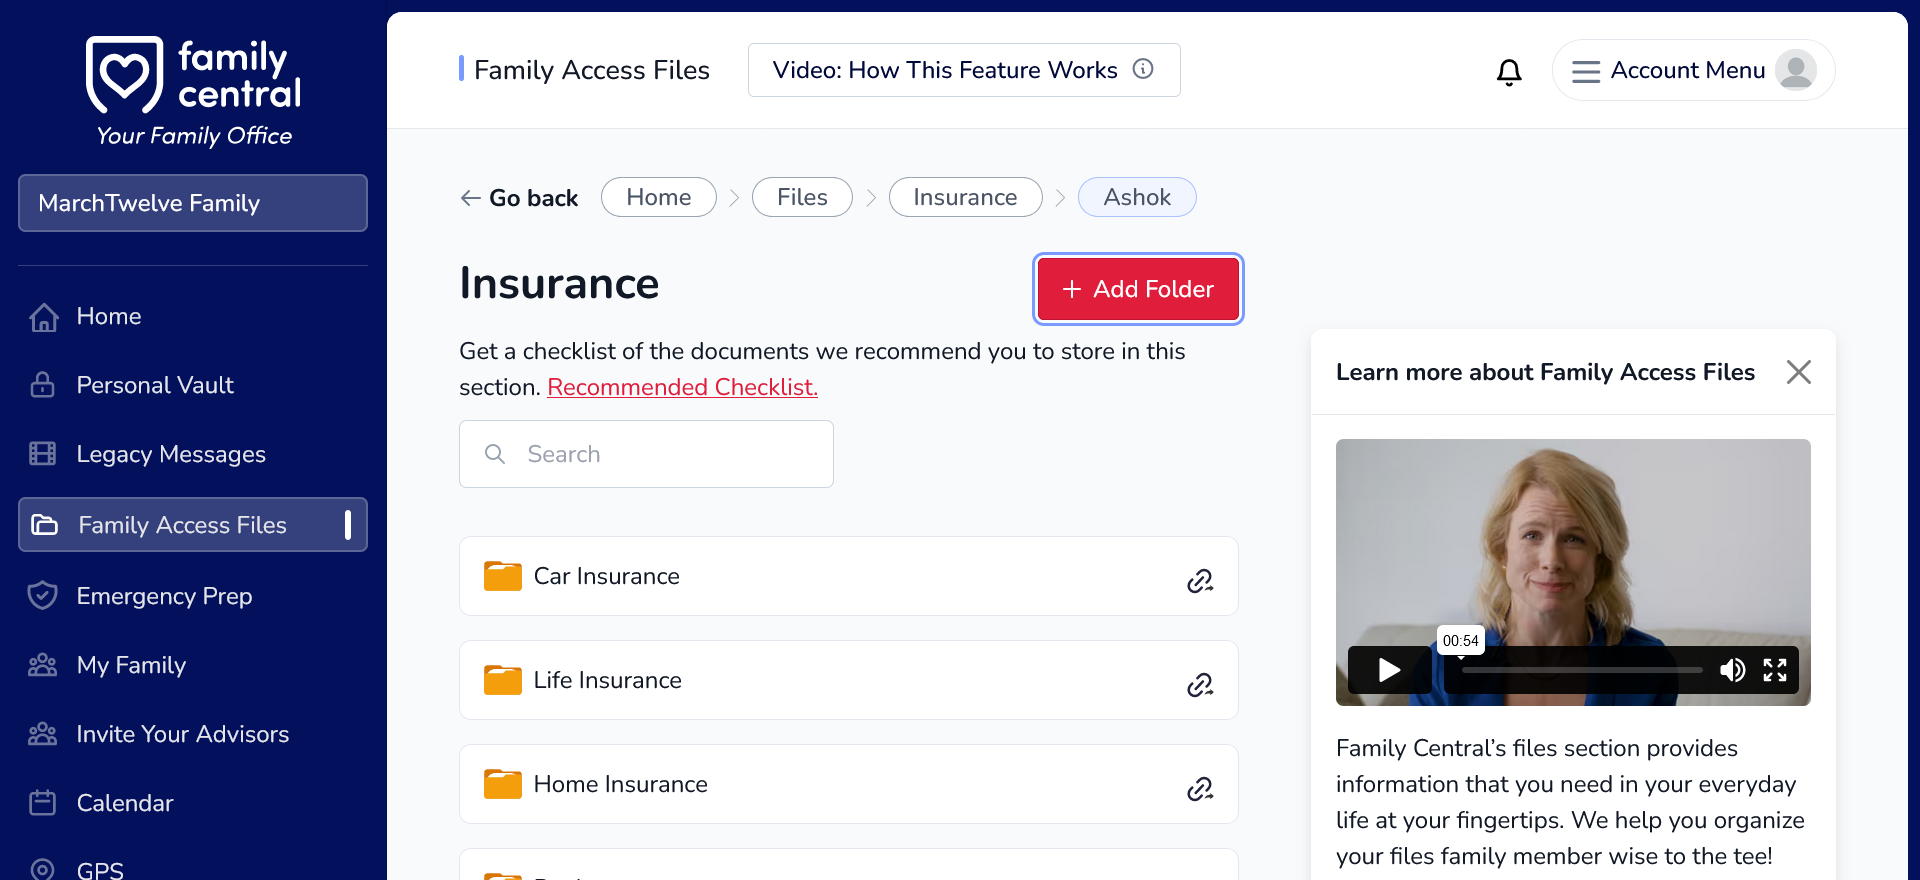 family
central
Your Family Office
MarchTwelve Family
Home
Personal Vault
Legacy Messages
Family Access Files
Emergency Prep
My Family
Invite Your Advisors
Calendar
GPS
Family Access Files
Video: How This Feature Works
Account Menu
Go back
Home
Files
Insurance
Ashok
Insurance
Add Folder
Get a checklist of the documents we recommend you to store in this
section. Recommended Checklist.
Search
Car Insurance
Life Insurance
Home Insurance
Learn more about Family Access Files
00:54
Family Central’s files section provides
information that you need in your everyday
life at your fingertips. We help you organize
your files family member wise to the tee!